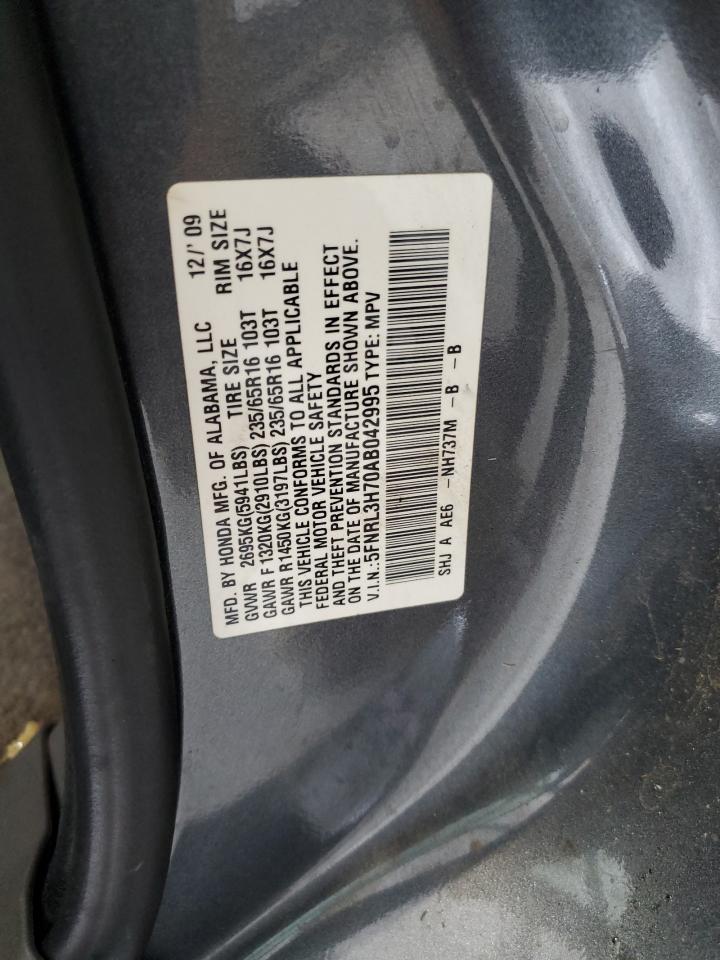 MFD. BY HONDA MFG. OF ALABAMA, LLC 12/' 09
GVWR 2695KG(5941LBS) TIRE SIZE RIM SIZE
GAWR F 1320KG(2910LBS) 235/65R16 103T 16X7J
GAWR R1450KG(3197LBS) 235/65R16 103T 16X7J
THIS VEHICLE CONFORMS TO ALL APPLICABLE
FEDERAL MOTOR VEHICLE SAFETY
AND THEFT PREVENTION STANDARDS IN EFFECT
ON THE DATE OF MANUFACTURE SHOWN ABOVE.
V.I.N.:5FNRL3H70AB042995 TYPE: MPV
SHJ A AE6 -NH737M -B -B